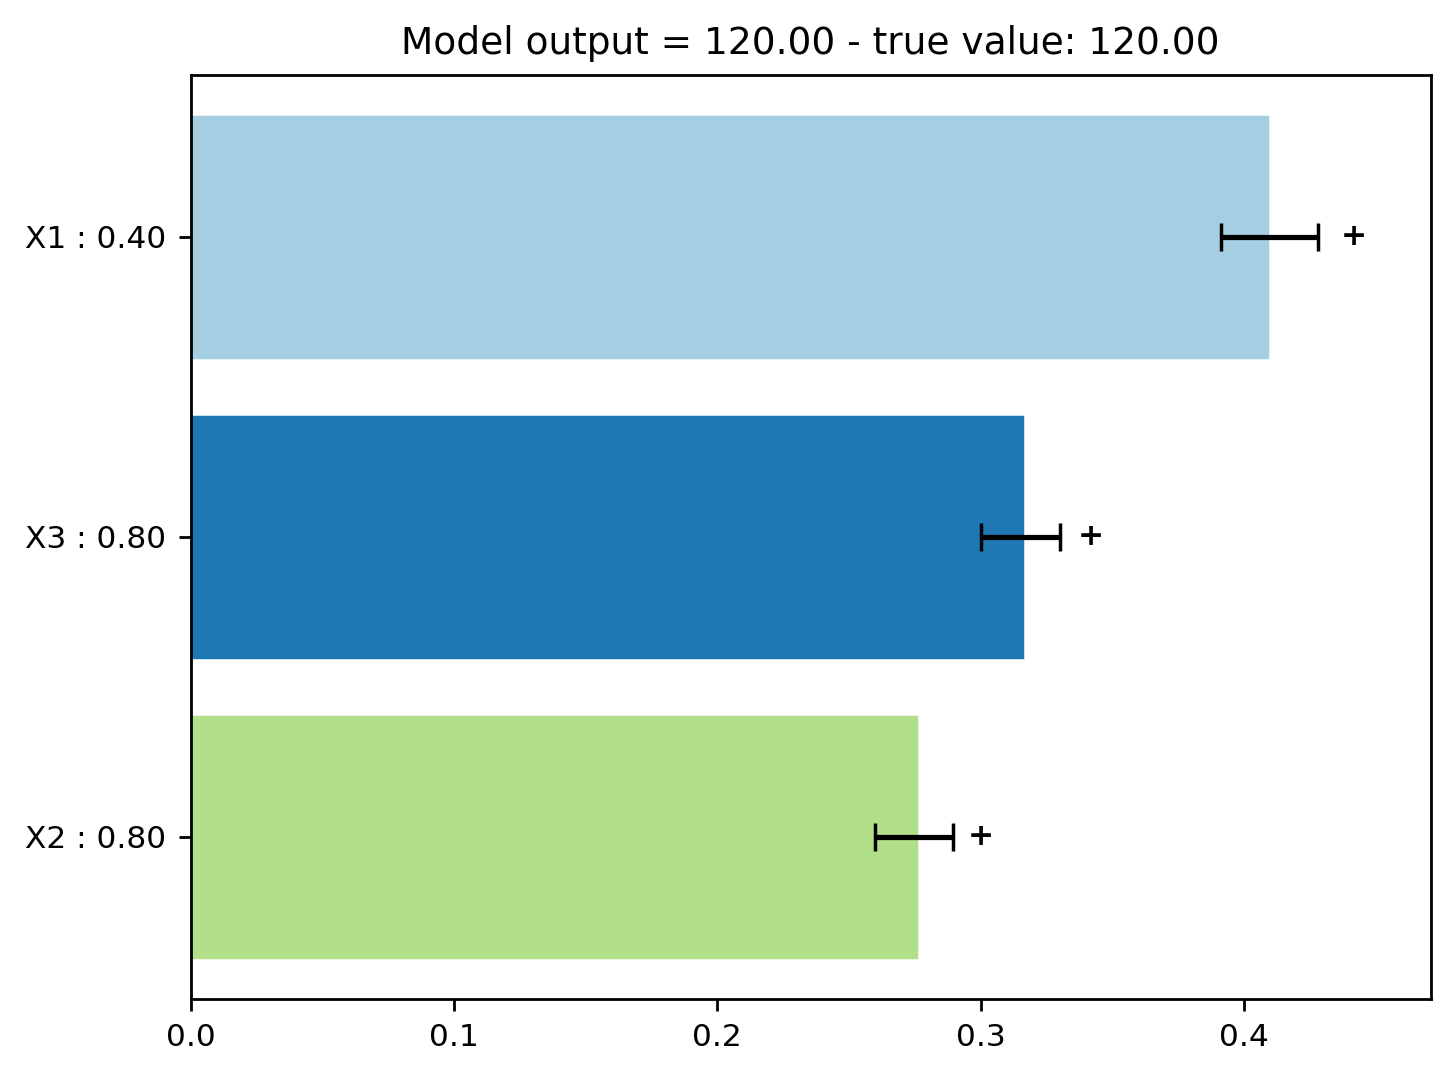 Model output = 120.00 - true value: 120.00
X1 : 0.40
+
X3 : 0.80
+
X2 : 0.80
+
0.0 0.1 0.2 0.3 0.4